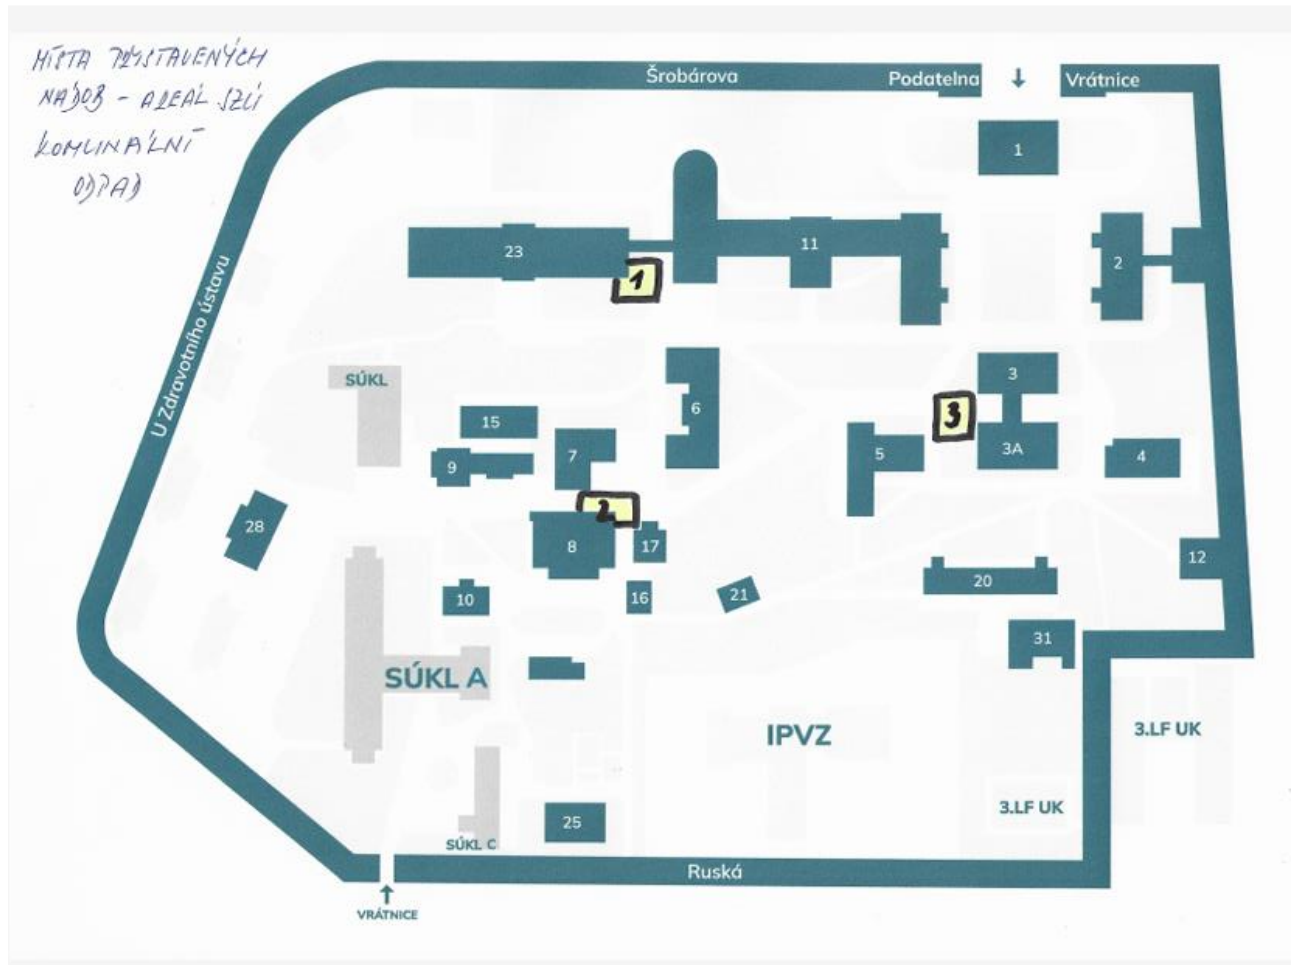 MÍSTA PŘISTAVENÝCH
NÁDOB - AREÁL SZÚ
KOMUNÁLNÍ
ODPAD
Šrobárova
Podatelna ↓ Vrátnice
1
23
11
2
1
U Zdravotního ústavu
SÚKL
3
6
3
15
7
5
3A
4
9
2
28
8
17
12
10
16
21
20
31
SÚKL A
IPVZ
3.LF UK
3.LF UK
25
SÚKL C
Ruská
↑
VRÁTNICE